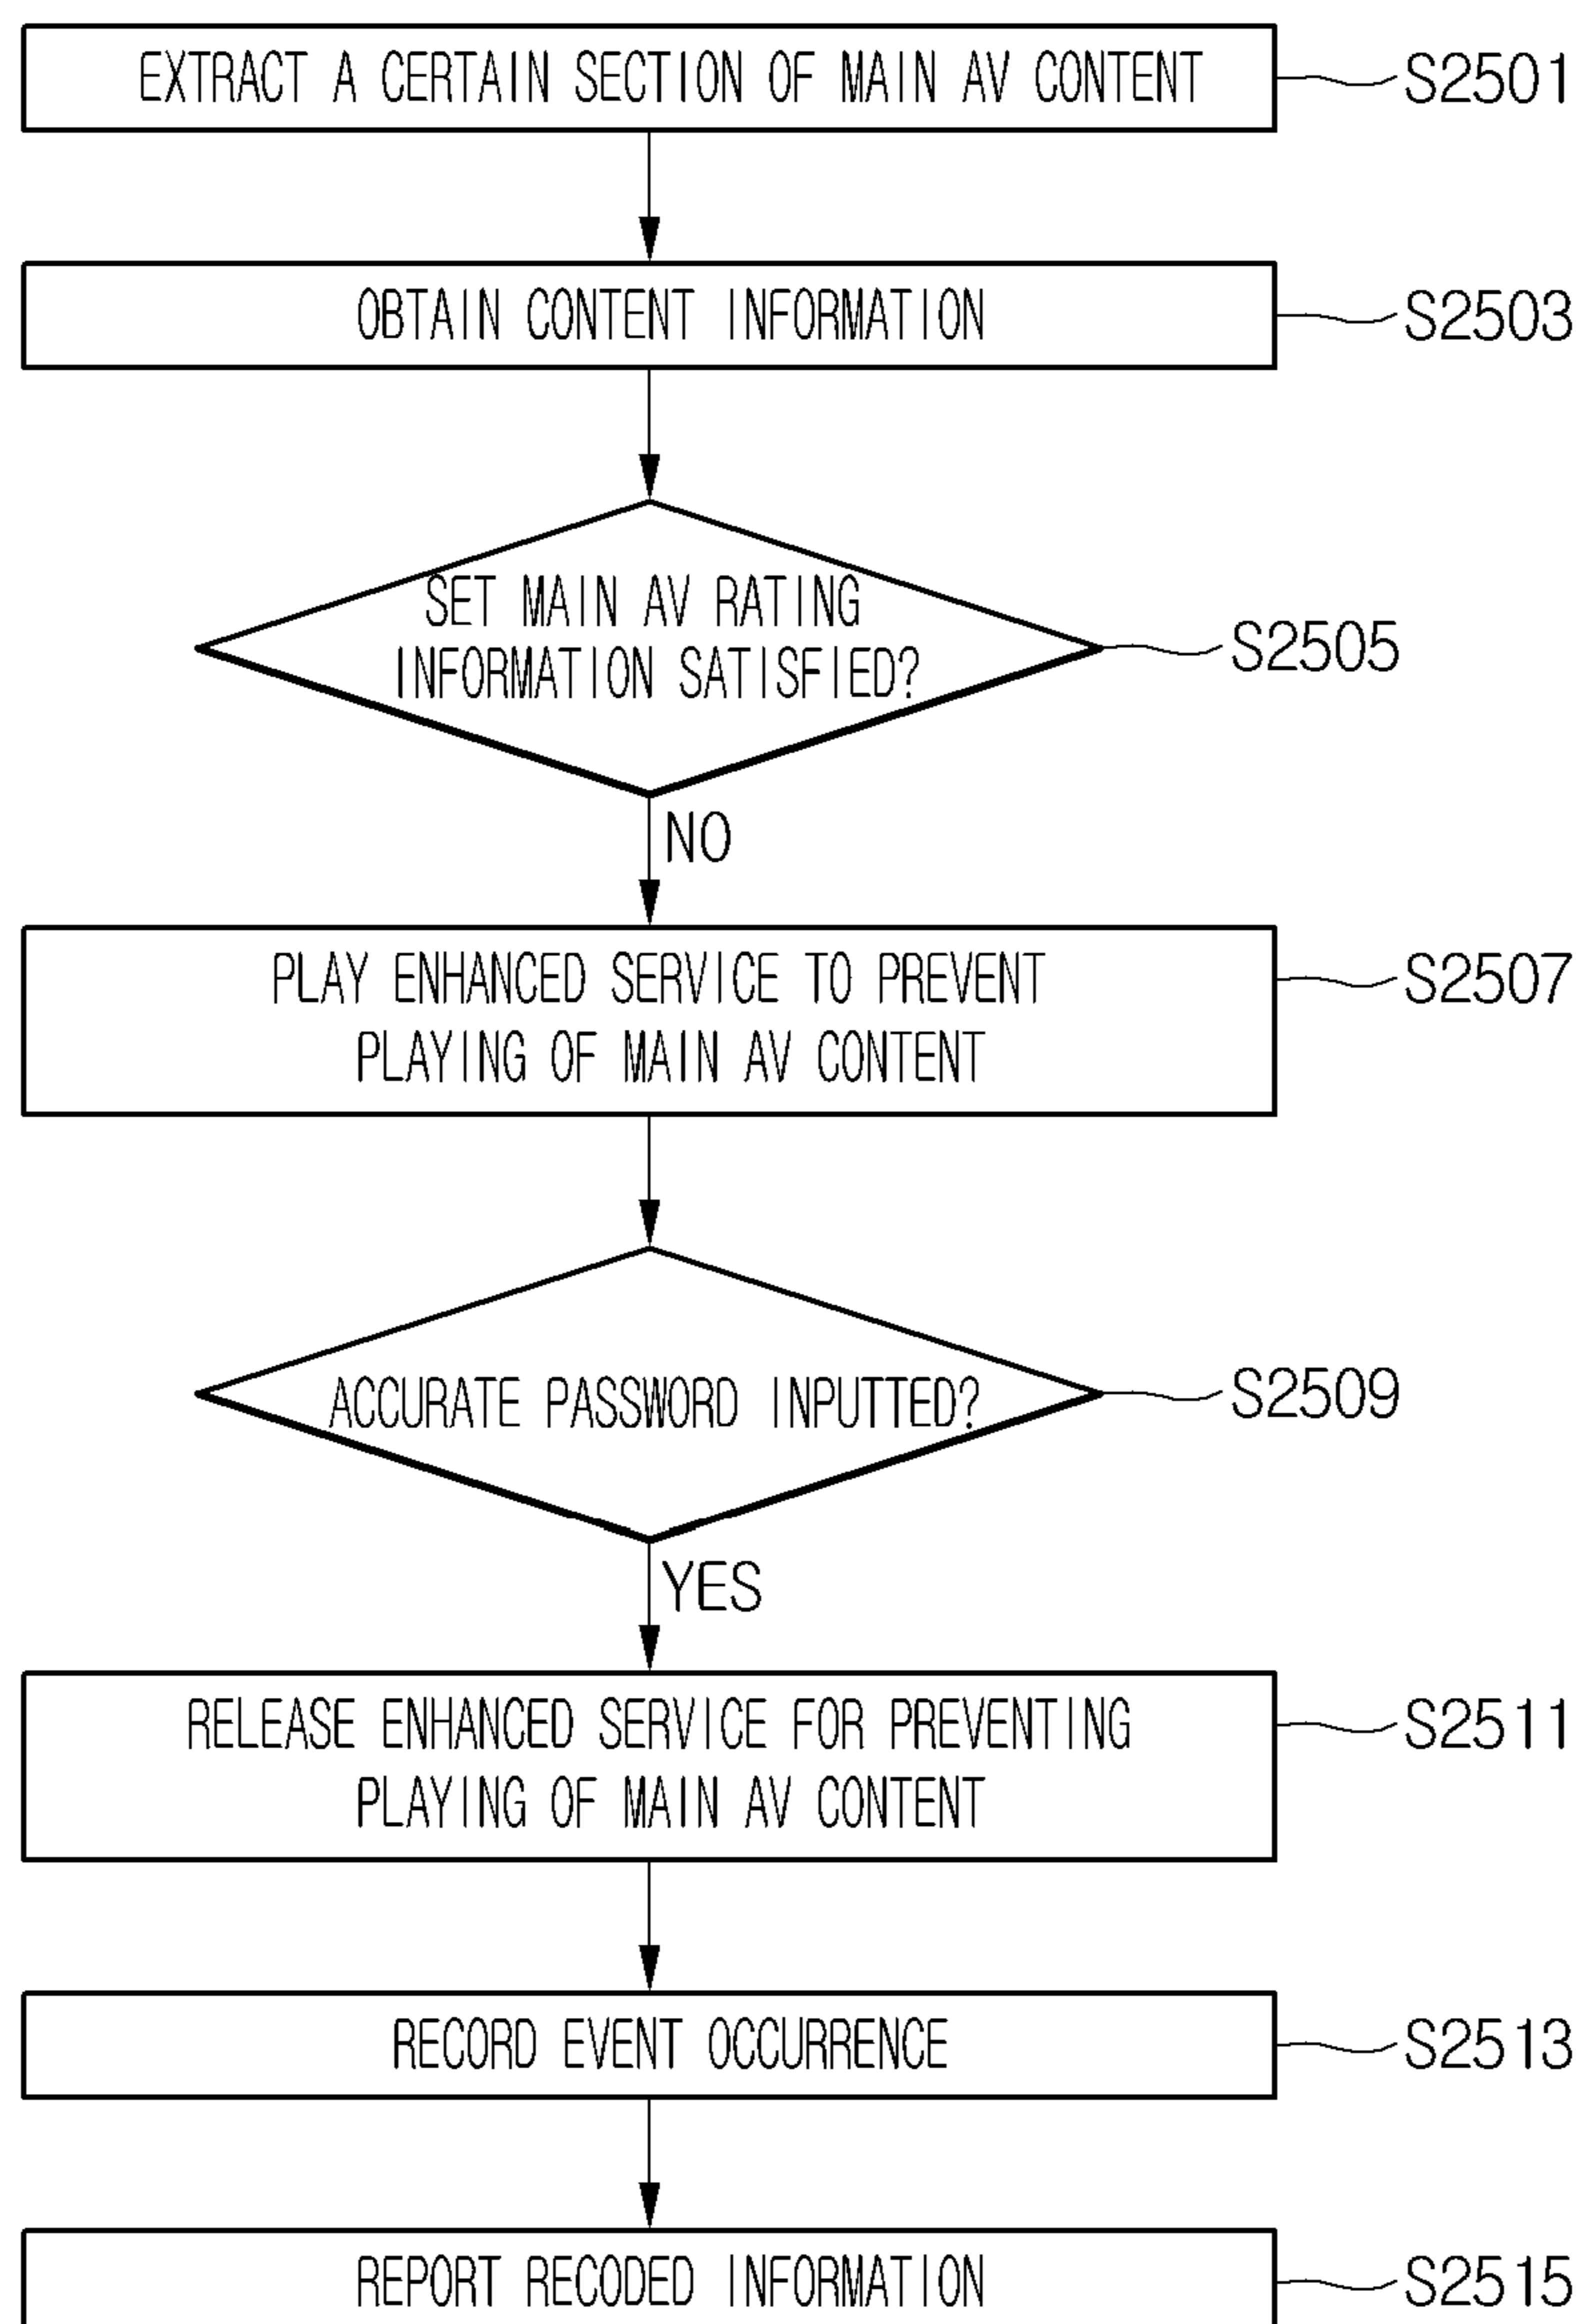 EXTRACT A CERTAIN SECTION OF MAIN AV CONTENT
S2501
OBTAIN CONTENT INFORMATION
S2503
SET MAIN AV RATING
INFORMATION SATISFIED?
S2505
NO
PLAY ENHANCED SERVICE TO PREVENT
PLAYING OF MAIN AV CONTENT
S2507
ACCURATE PASSWORD INPUTTED?
S2509
YES
RELEASE ENHANCED SERVICE FOR PREVENTING
PLAYING OF MAIN AV CONTENT
S2511
RECORD EVENT OCCURRENCE
S2513
REPORT RECODED INFORMATION
S2515